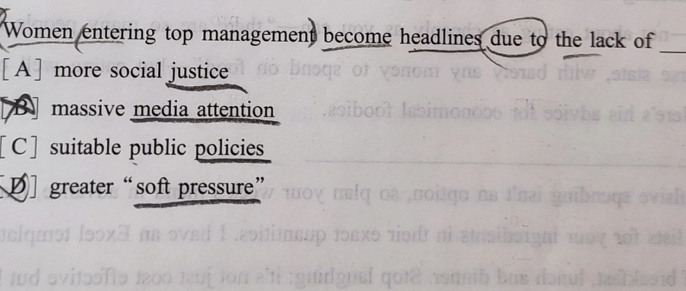 Women entering top management become headlines due to the lack of ___
[A] more social justice
[B] massive media attention
[C] suitable public policies
[D] greater “soft pressure”